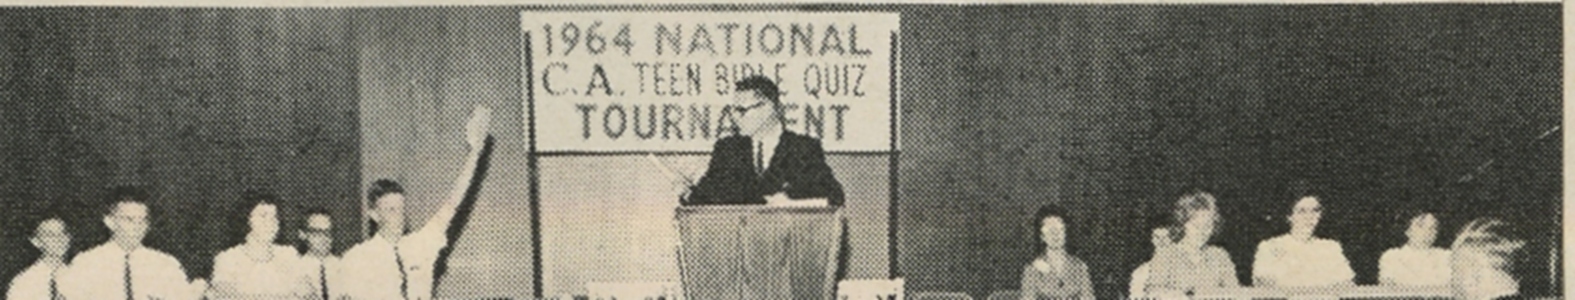 1964 NATIONAL
C.A. TEEN BIBLE QUIZ
TOURNAMENT